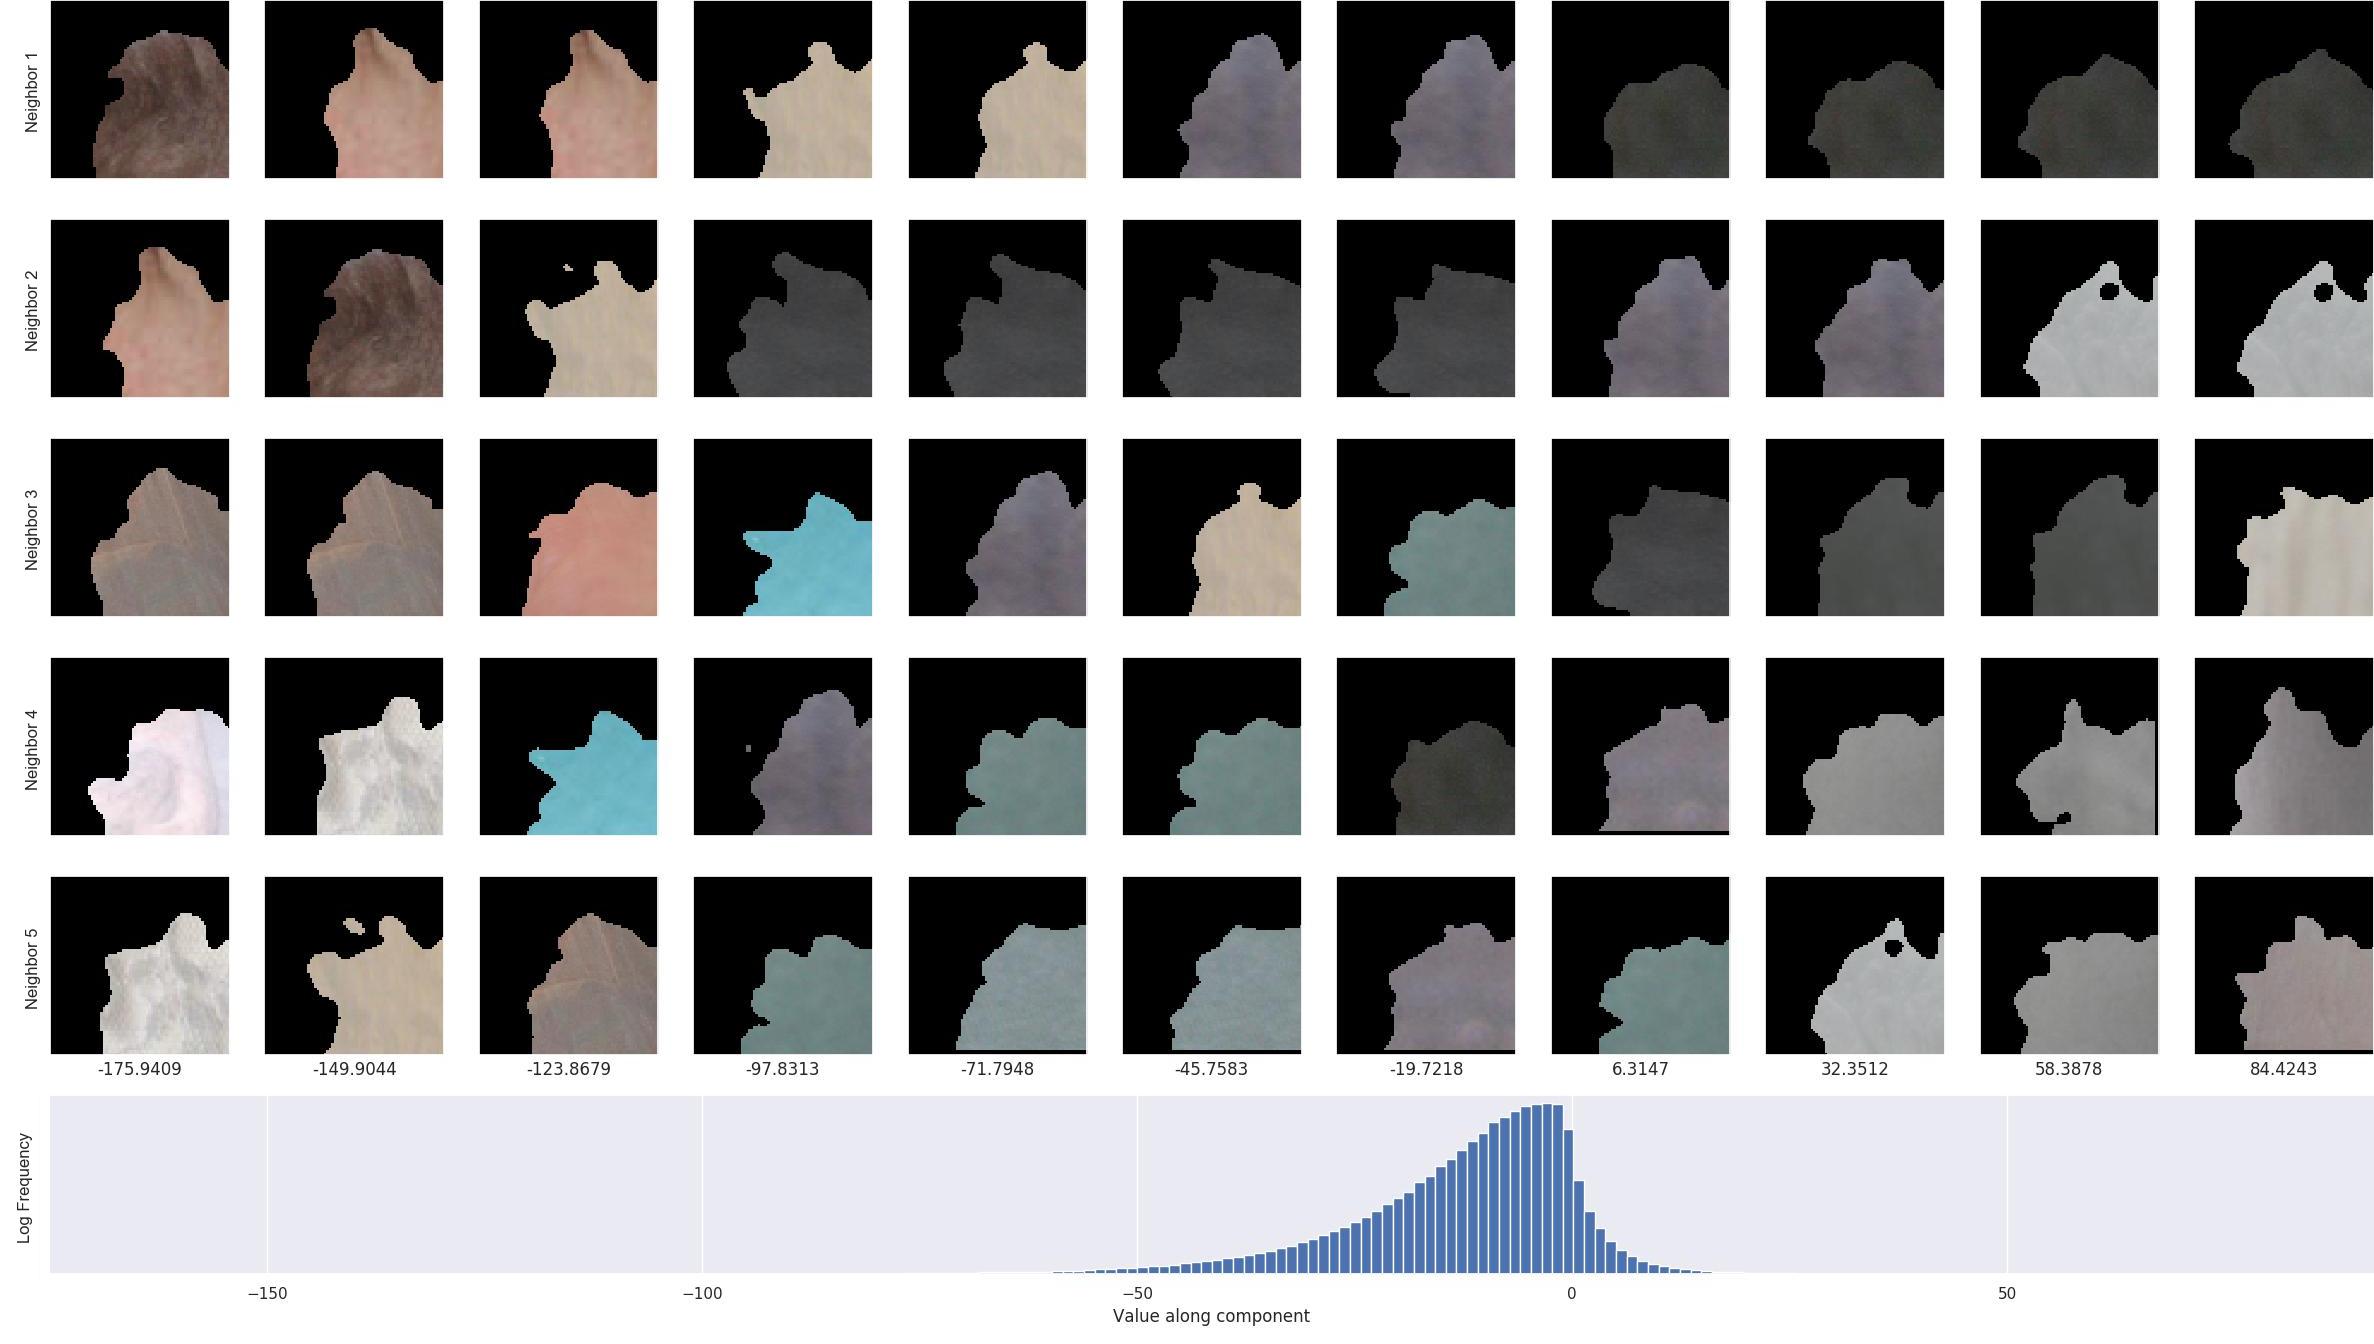 Neighbor 1
Neighbor 2
Neighbor 3
Neighbor 4
Neighbor 5
-175.9409 -149.9044 -123.8679 -97.8313 -71.7948 -45.7583 -19.7218 6.3147 32.3512 58.3878 84.4243
Log Frequency
−150 −100 −50 0 50
Value along component